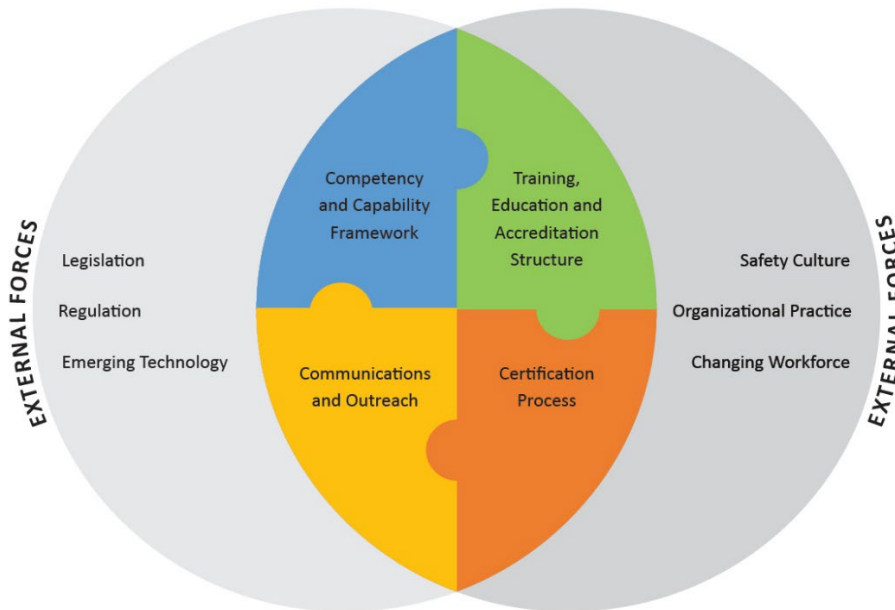 EXTERNAL FORCES
Legislation
Regulation
Emerging Technology
Competency
and Capability
Framework
Training,
Education and
Accreditation
Structure
Communications
and Outreach
Certification
Process
Safety Culture
Organizational Practice
Changing Workforce
EXTERNAL FORCES